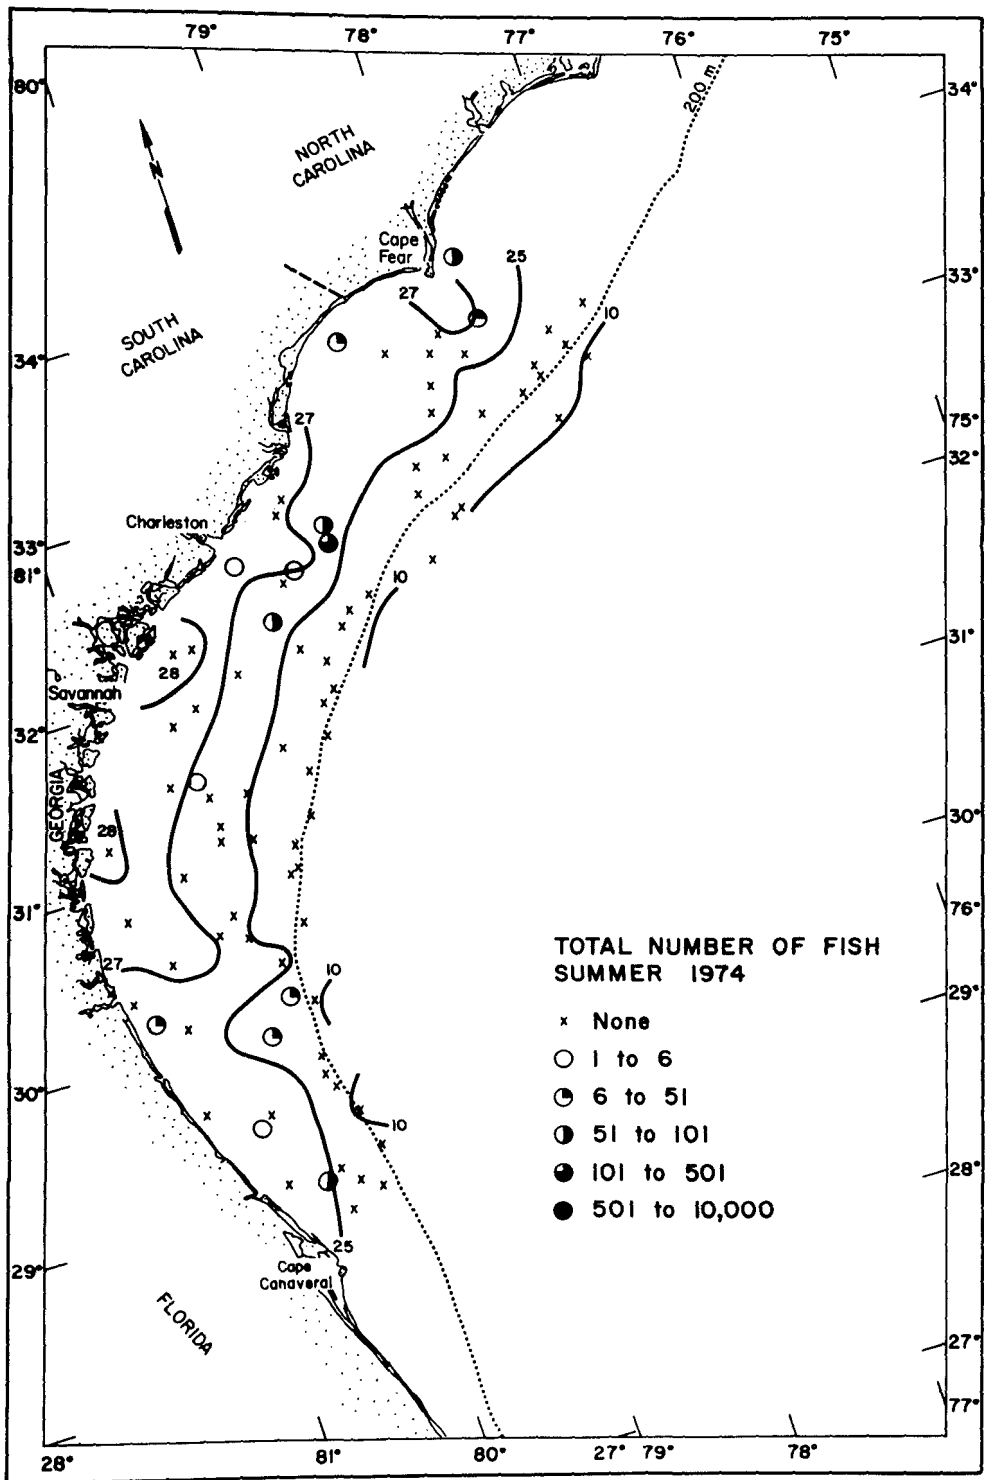 79° 78° 77° 76° 75°
80°
34°
200 m
N
NORTH
CAROLINA
Cape
Fear
25
33°
27
10
SOUTH
CAROLINA
34°
27
75°
32°
Charleston
33°
81°
10
31°
28
Savannah
32°
GEORGIA
28
30°
31°
76°
27
10
29°
TOTAL NUMBER OF FISH
SUMMER 1974
x None
1 to 6
6 to 51
51 to 101
101 to 501
501 to 10,000
30°
10
28°
25
29°
Cape
Canaveral
FLORIDA
27°
77°
28° 81° 80° 27° 79° 78°